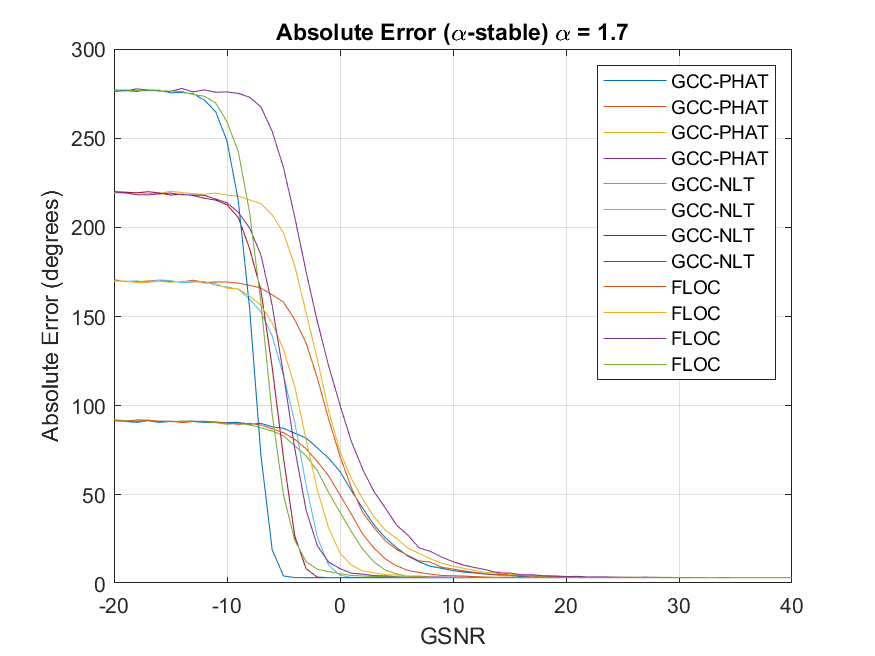 Absolute Error (α-stable) α = 1.7
300
250
200
150
100
50
0
Absolute Error (degrees)
-20
-10
0
10
20
30
40
GSNR
GCC-PHAT
GCC-PHAT
GCC-PHAT
GCC-PHAT
GCC-NLT
GCC-NLT
GCC-NLT
GCC-NLT
FLOC
FLOC
FLOC
FLOC